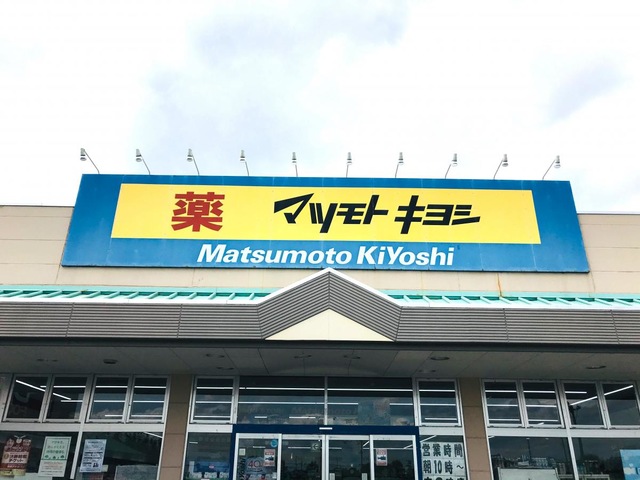 薬 マツモト キヨシ
Matsumoto KiYoshi
営業時間
朝10時~